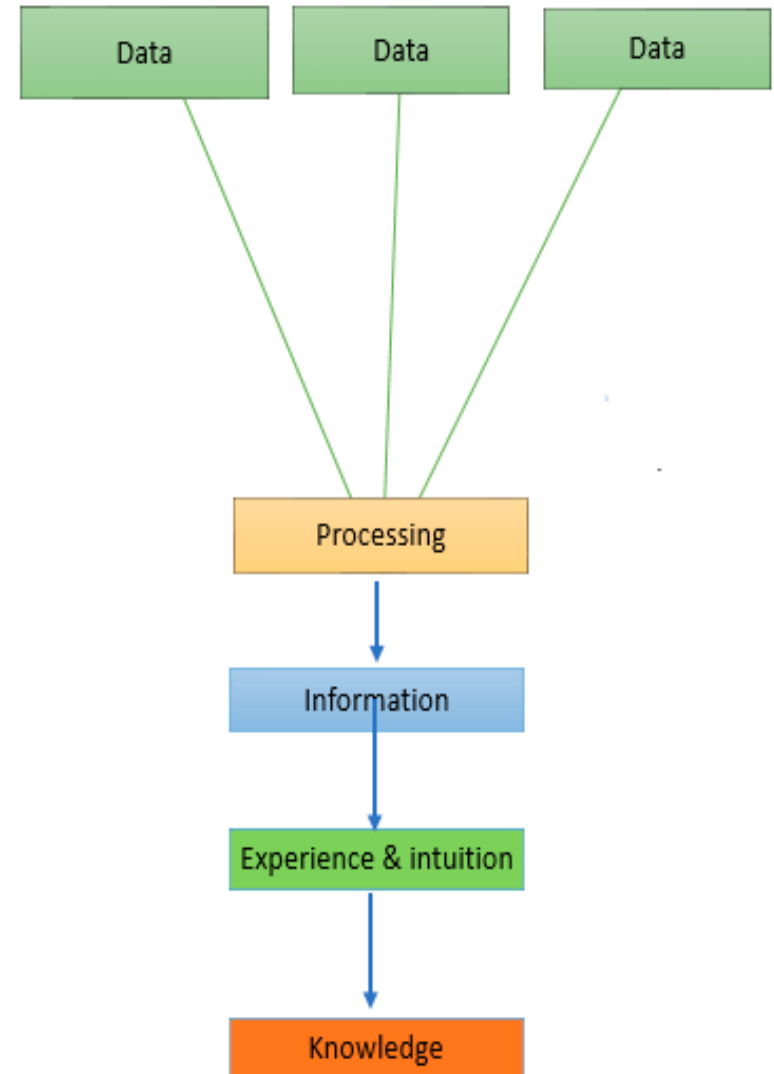 Data
Data
Data
Processing
Information
Experience & intuition
Knowledge